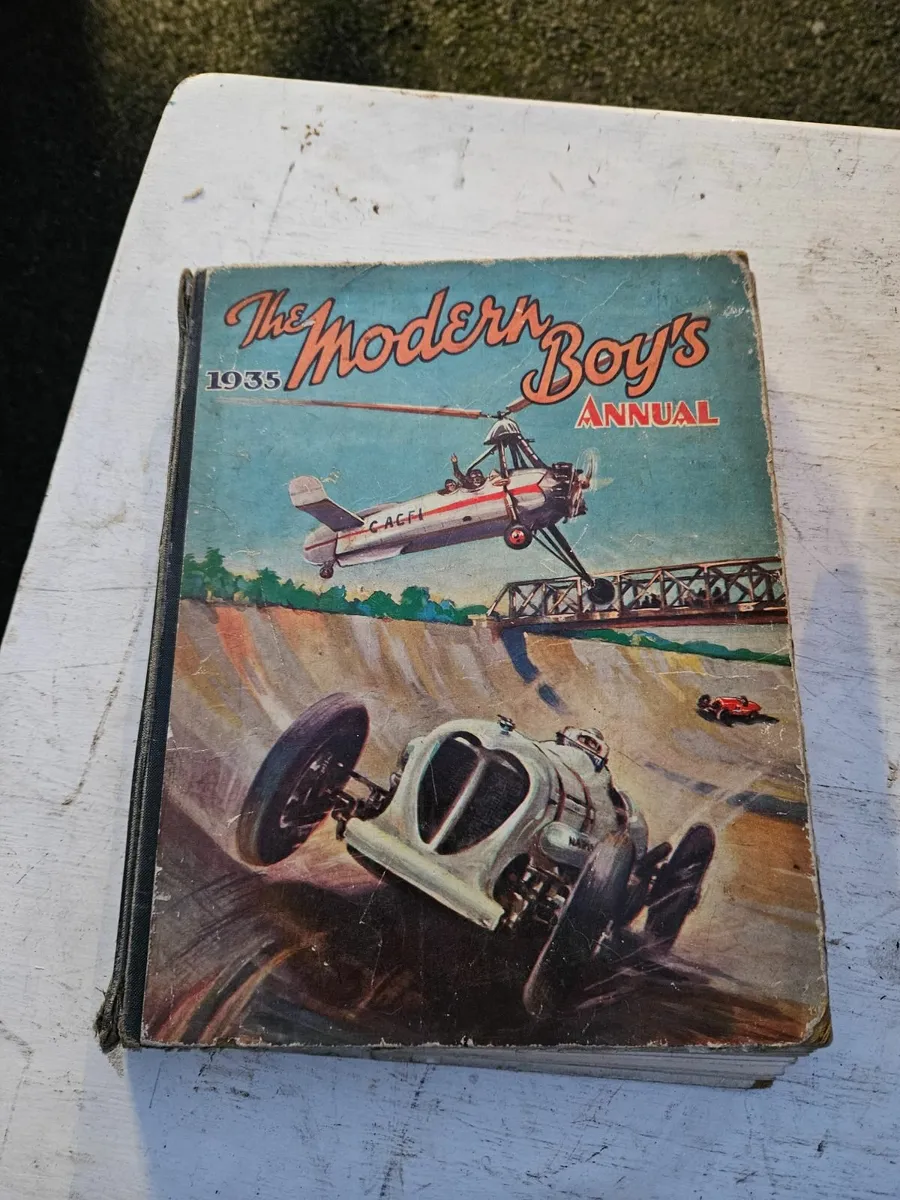 The Modern Boy's
1935
ANNUAL
G ACFI